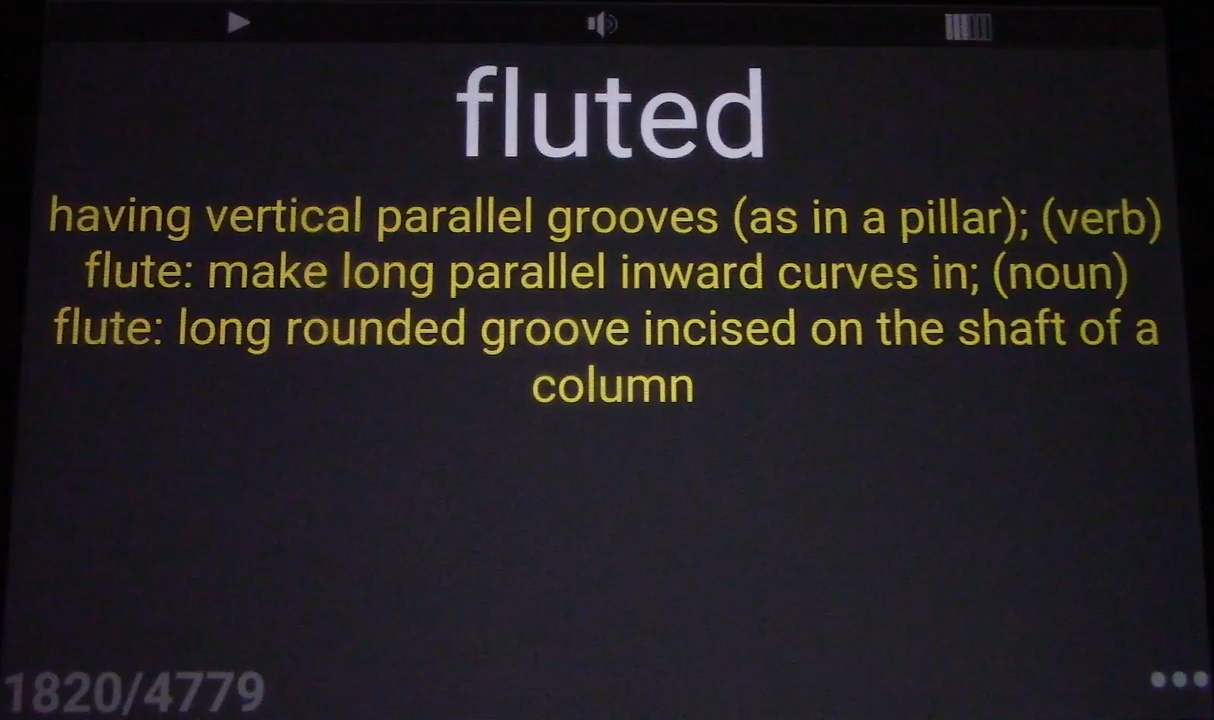 fluted
having vertical parallel grooves (as in a pillar); (verb)
flute: make long parallel inward curves in; (noun)
flute: long rounded groove incised on the shaft of a
column
1820/4779